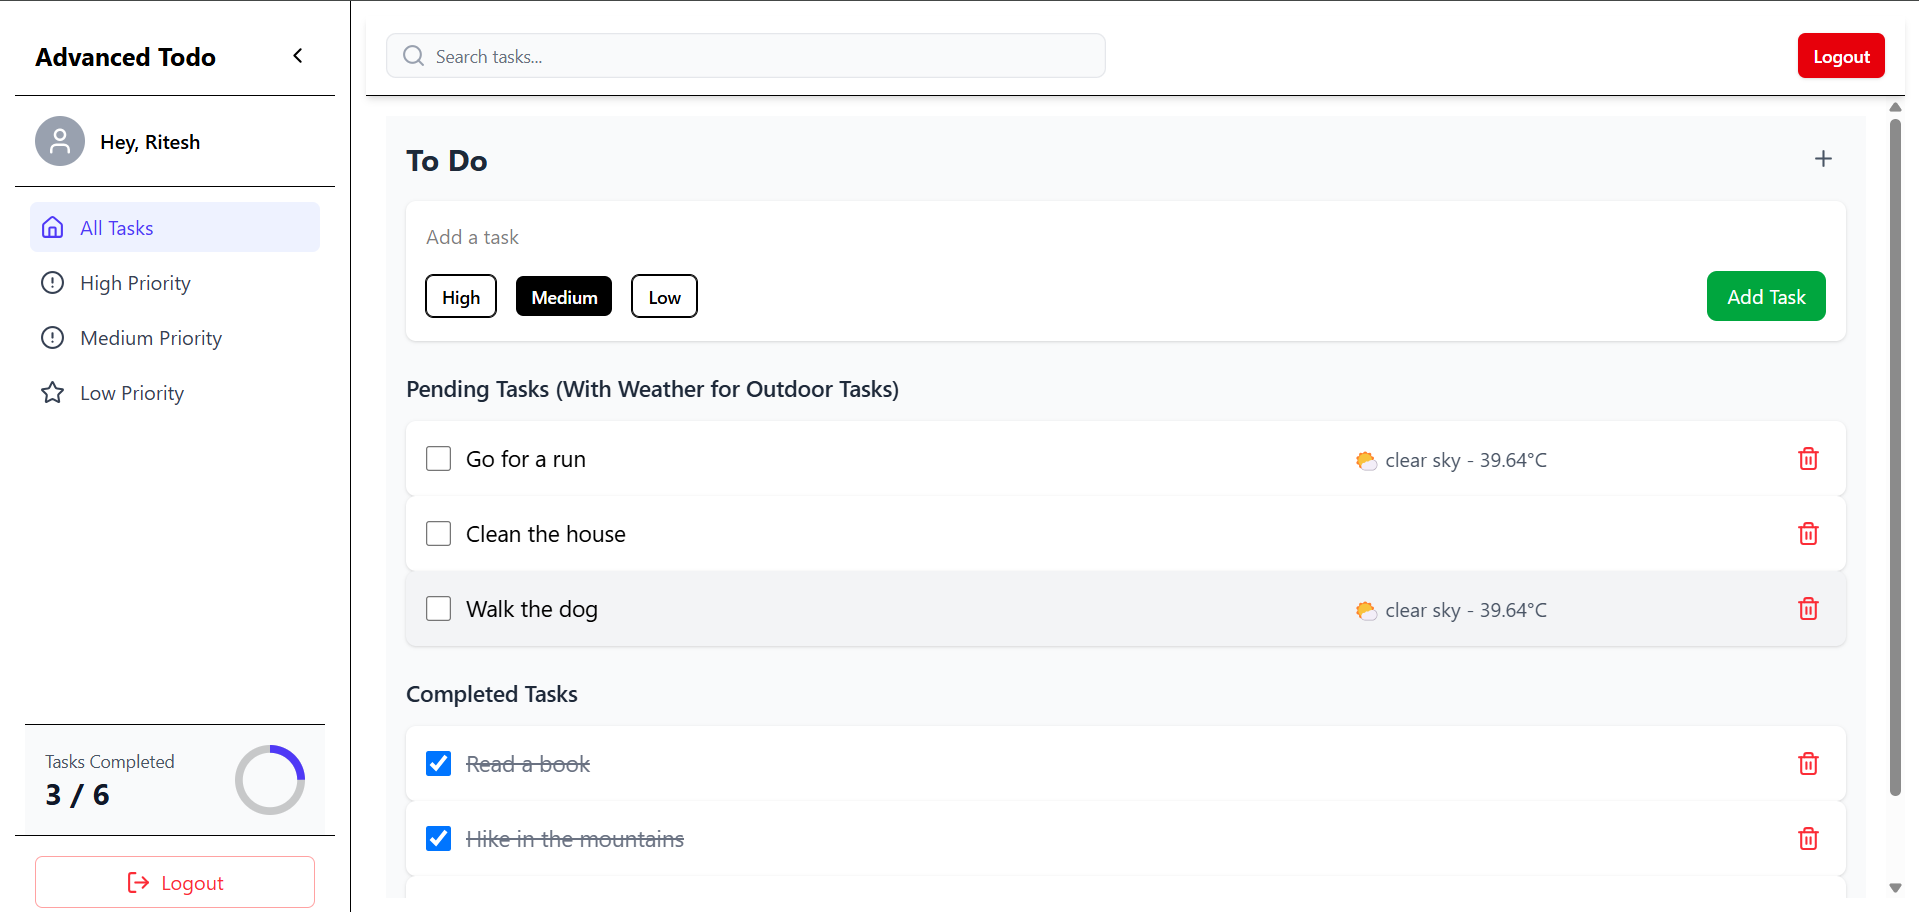 Advanced Todo
Hey, Ritesh
All Tasks
High Priority
Medium Priority
Low Priority
Tasks Completed
3 / 6
Logout
Search tasks...
Logout
To Do
Add a task
High
Medium
Low
Add Task
Pending Tasks (With Weather for Outdoor Tasks)
Go for a run
clear sky - 39.64°C
Clean the house
Walk the dog
clear sky - 39.64°C
Completed Tasks
Read a book
Hike in the mountains